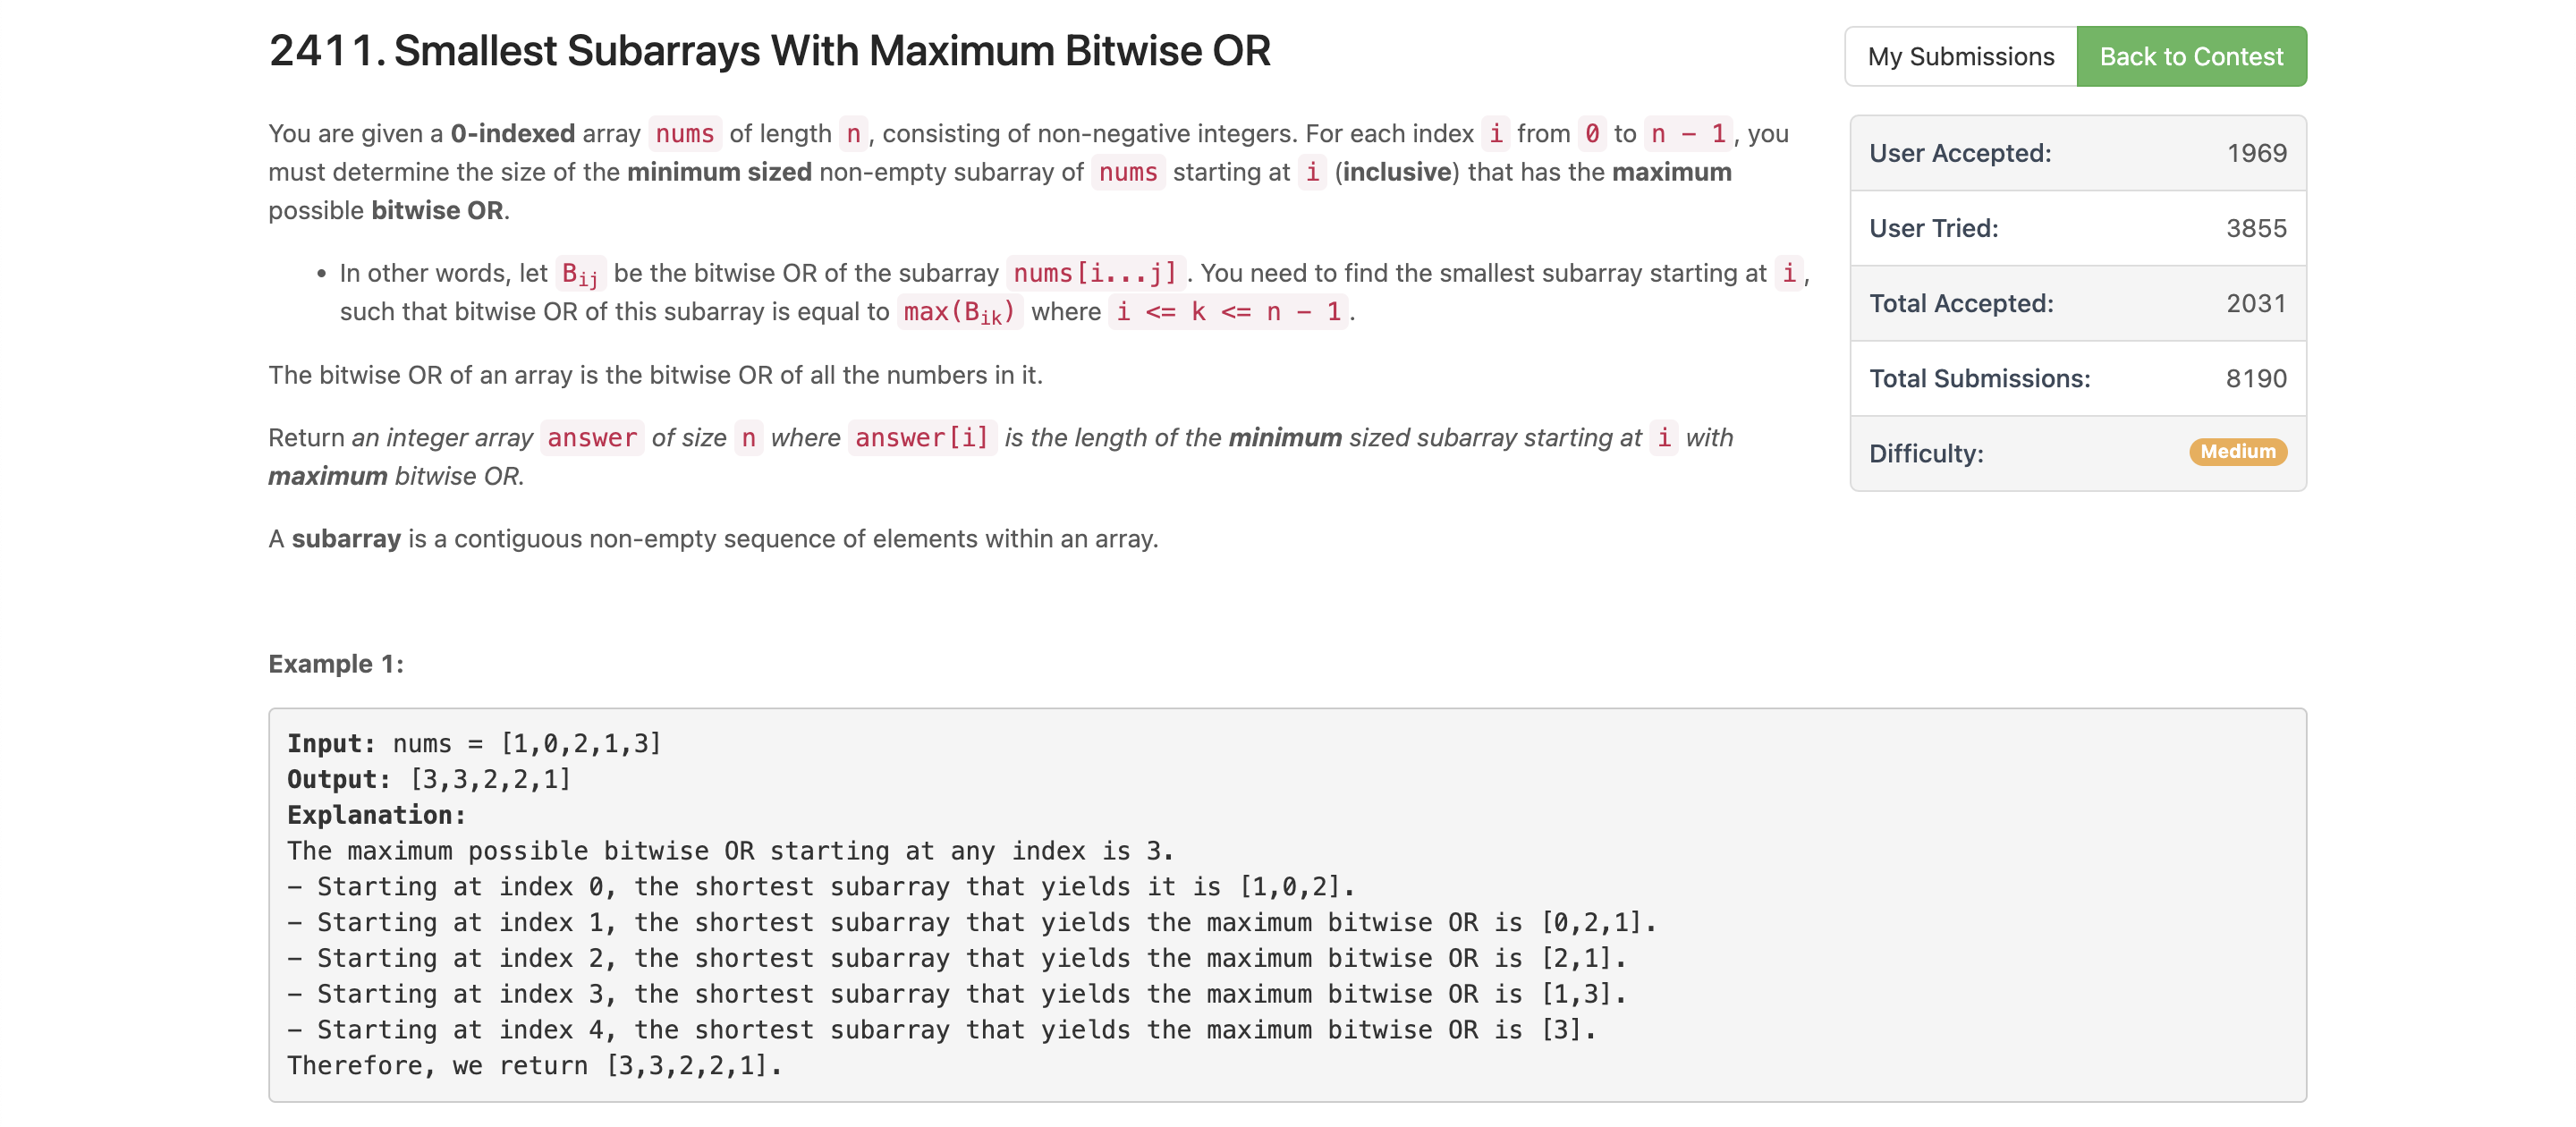 2411. Smallest Subarrays With Maximum Bitwise OR
My Submissions
Back to Contest
You are given a 0-indexed array nums of length n, consisting of non-negative integers. For each index i from 0 to n - 1, you
must determine the size of the minimum sized non-empty subarray of nums starting at i (inclusive) that has the maximum
possible bitwise OR.
• In other words, let Bij be the bitwise OR of the subarray nums[i...j]. You need to find the smallest subarray starting at i,
such that bitwise OR of this subarray is equal to max(Bik) where i <= k <= n - 1.
The bitwise OR of an array is the bitwise OR of all the numbers in it.
Return an integer array answer of size n where answer[i] is the length of the minimum sized subarray starting at i with
maximum bitwise OR.
A subarray is a contiguous non-empty sequence of elements within an array.
User Accepted: 1969
User Tried: 3855
Total Accepted: 2031
Total Submissions: 8190
Difficulty: Medium
Example 1:
Input: nums = [1,0,2,1,3]
Output: [3,3,2,2,1]
Explanation:
The maximum possible bitwise OR starting at any index is 3.
- Starting at index 0, the shortest subarray that yields it is [1,0,2].
- Starting at index 1, the shortest subarray that yields the maximum bitwise OR is [0,2,1].
- Starting at index 2, the shortest subarray that yields the maximum bitwise OR is [2,1].
- Starting at index 3, the shortest subarray that yields the maximum bitwise OR is [1,3].
- Starting at index 4, the shortest subarray that yields the maximum bitwise OR is [3].
Therefore, we return [3,3,2,2,1].